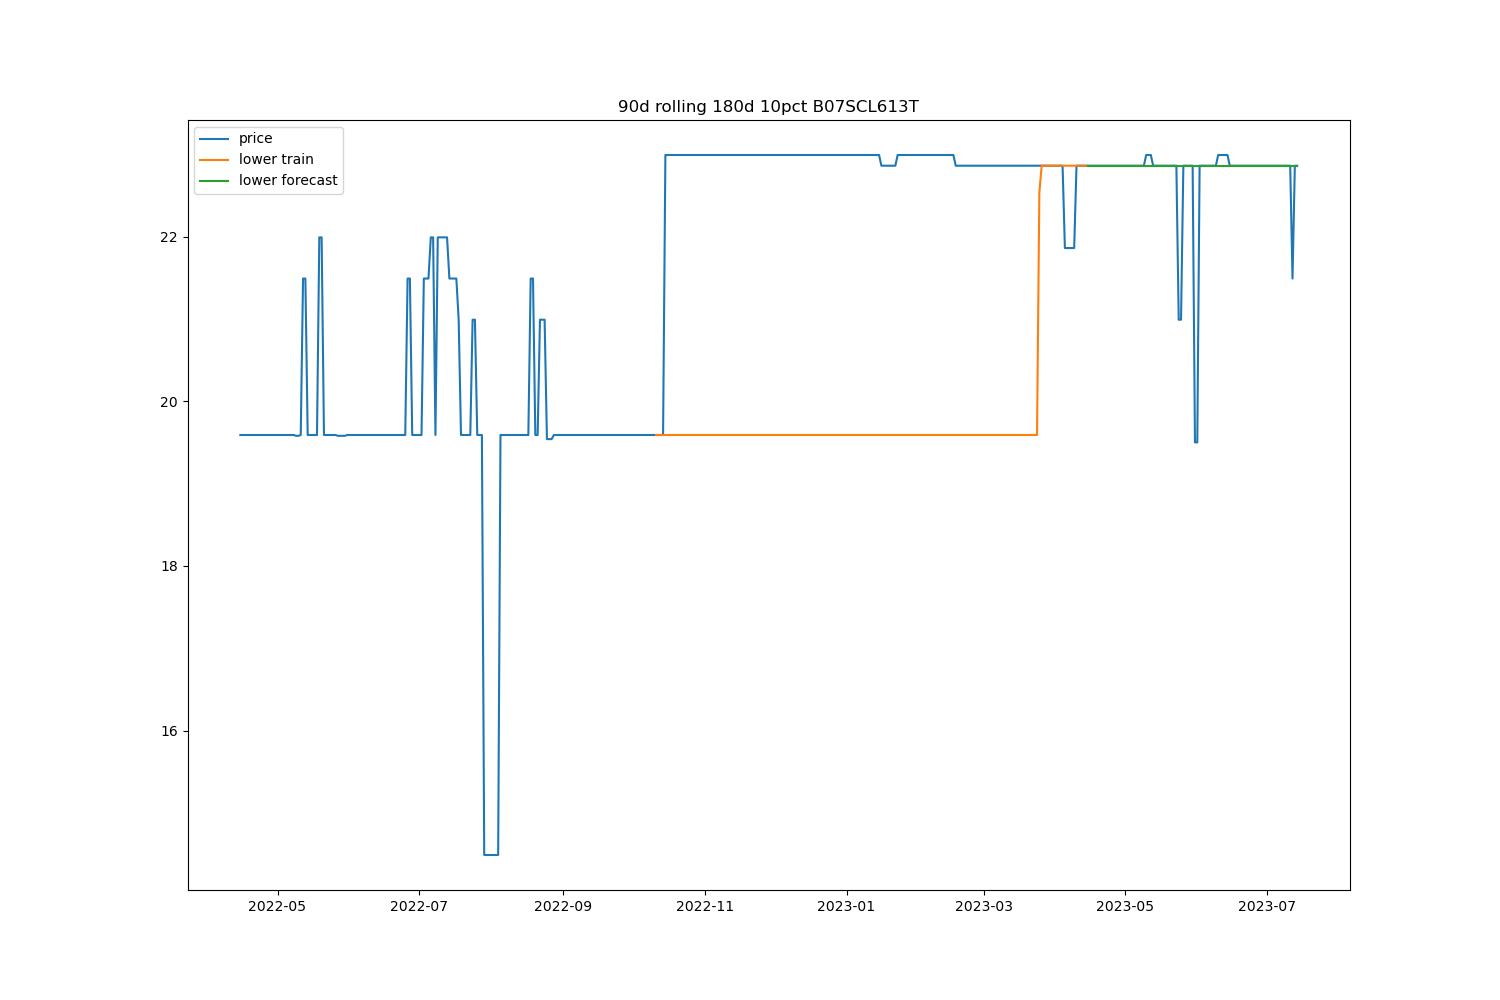 90d rolling 180d 10pct B07SCL613T
price
lower train
lower forecast
22
20
18
16
2022-05 2022-07 2022-09 2022-11 2023-01 2023-03 2023-05 2023-07